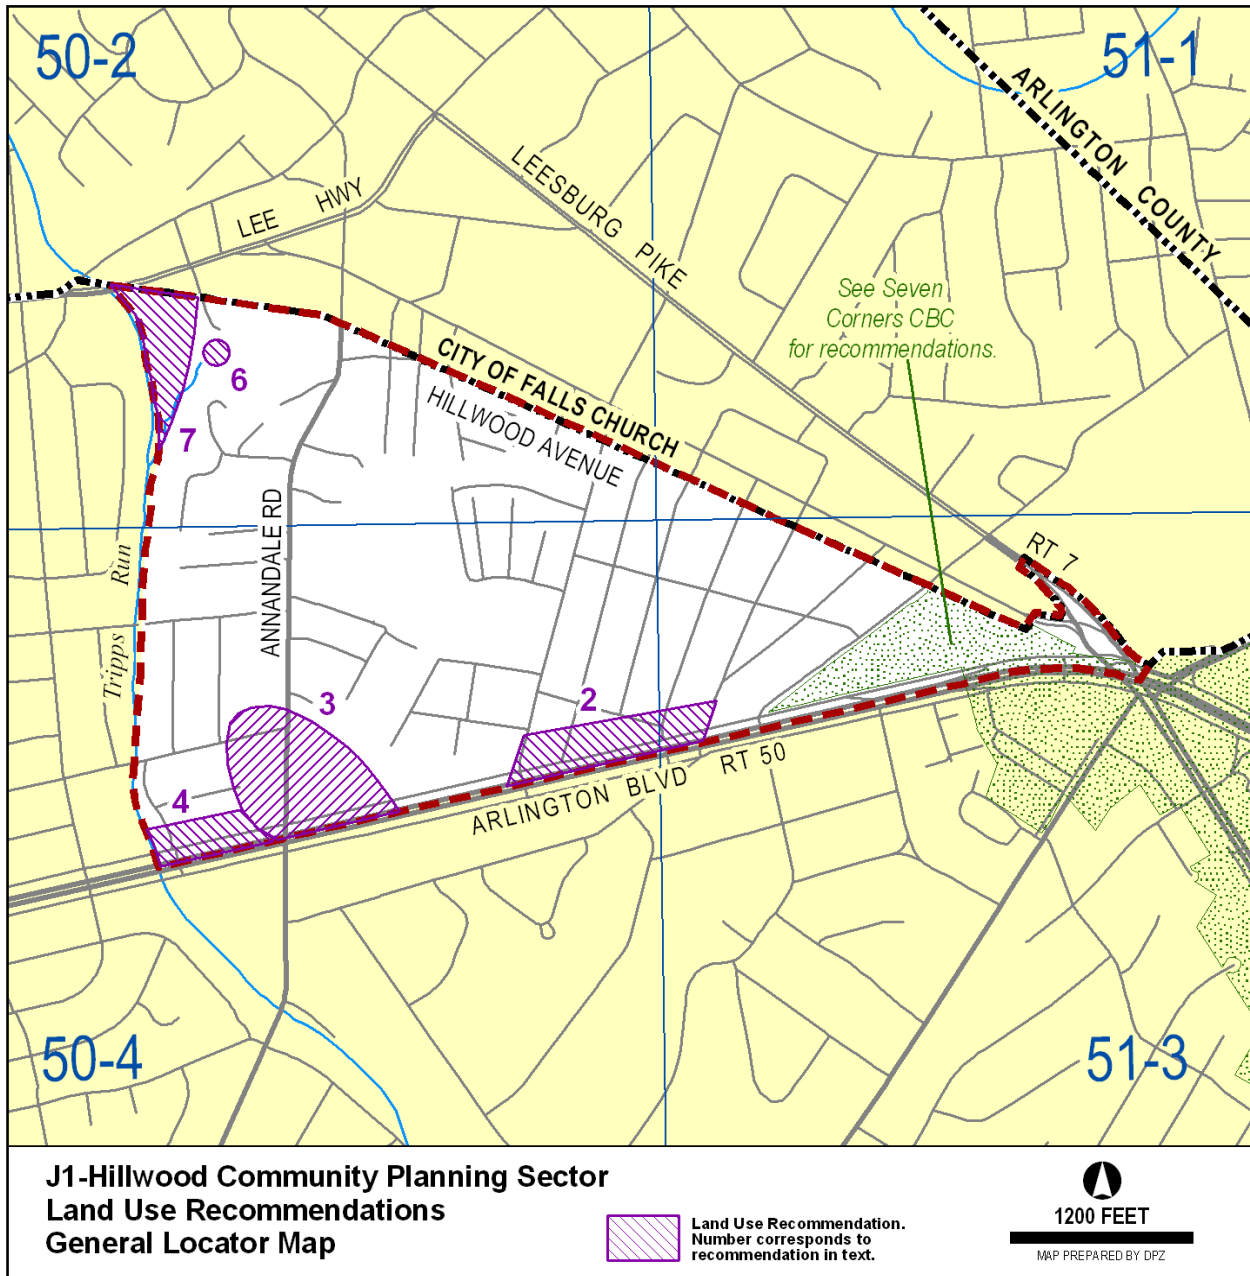 50-2
51-1
ARLINGTON COUNTY
LEESBURG PIKE
LEE HWY
See Seven
Corners CBC
for recommendations.
CITY OF FALLS CHURCH
HILLWOOD AVENUE
6
7
ANNANDALE RD
RT 7
Tripps Run
3
2
4
ARLINGTON BLVD RT 50
50-4
51-3
J1-Hillwood Community Planning Sector
Land Use Recommendations
General Locator Map
Land Use Recommendation.
Number corresponds to
recommendation in text.
1200 FEET
MAP PREPARED BY DPZ